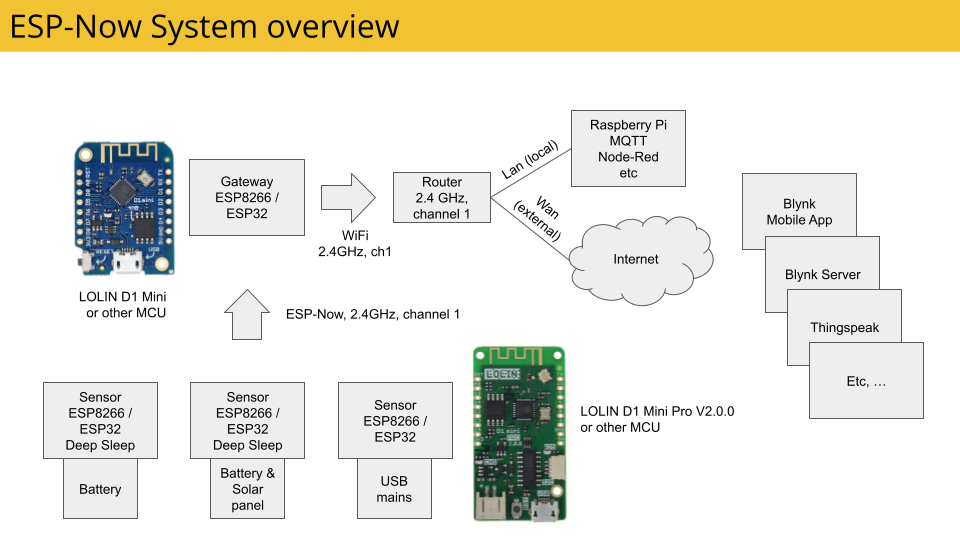 ESP-Now System overview
Gateway
ESP8266 /
ESP32
LOLIN D1 Mini
or other MCU
WiFi
2.4GHz, ch1
Router
2.4 GHz,
channel 1
Lan (local)
Wan
(external)
Raspberry Pi
MQTT
Node-Red
etc
Internet
Blynk
Mobile App
Blynk Server
Thingspeak
Etc, …
ESP-Now, 2.4GHz, channel 1
Sensor
ESP8266 /
ESP32
Deep Sleep
Battery
Sensor
ESP8266 /
ESP32
Deep Sleep
Battery &
Solar
panel
Sensor
ESP8266 /
ESP32
USB
mains
LOLIN
D1 mini
LOLIN D1 Mini Pro V2.0.0
or other MCU